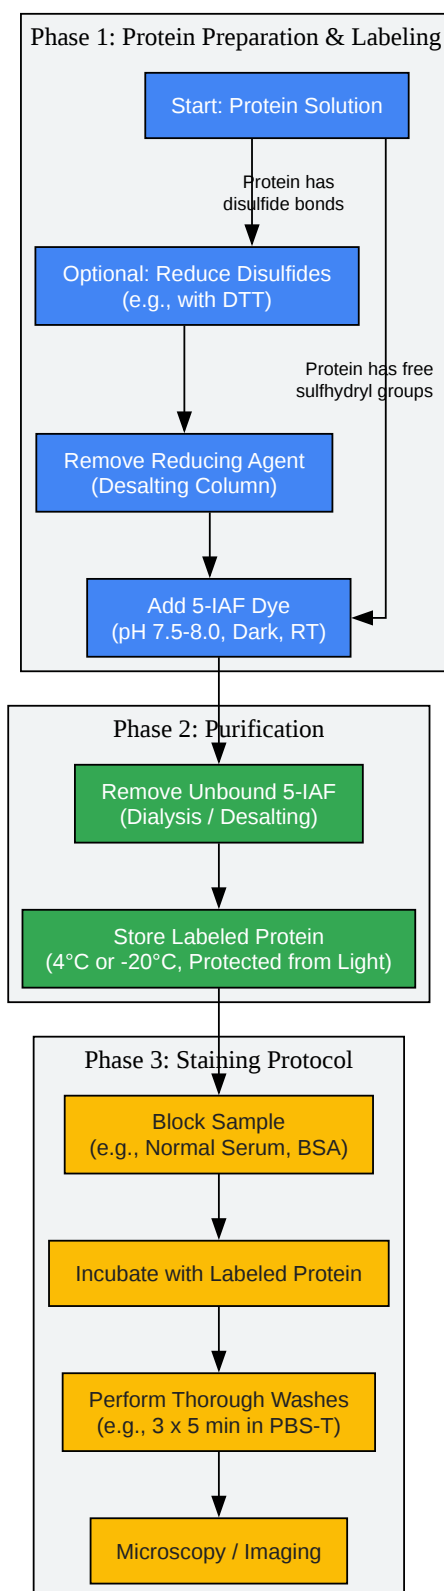 Phase 1: Protein Preparation & Labeling
Start: Protein Solution
Protein has
disulfide bonds
Optional: Reduce Disulfides
(e.g., with DTT)
Protein has free
sulfhydryl groups
Remove Reducing Agent
(Desalting Column)
Add 5-IAF Dye
(pH 7.5-8.0, Dark, RT)
Phase 2: Purification
Remove Unbound 5-IAF
(Dialysis / Desalting)
Store Labeled Protein
(4°C or -20°C, Protected from Light)
Phase 3: Staining Protocol
Block Sample
(e.g., Normal Serum, BSA)
Incubate with Labeled Protein
Perform Thorough Washes
(e.g., 3 x 5 min in PBS-T)
Microscopy / Imaging